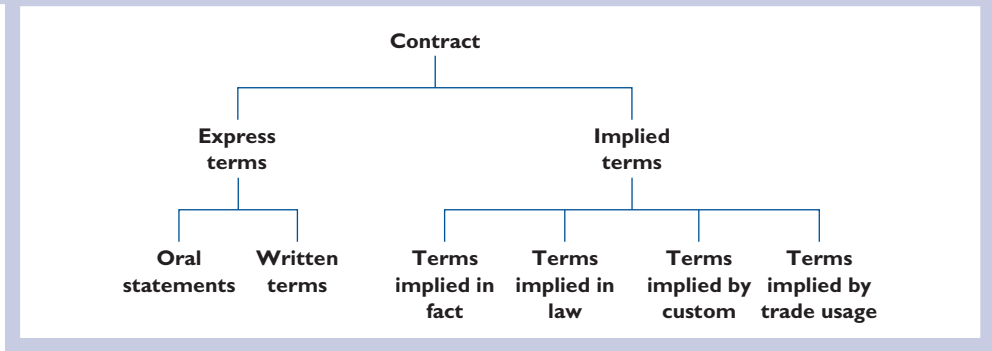 Contract
Express
terms
Implied
terms
Oral
statements
Written
terms
Terms
implied in
fact
Terms
implied in
law
Terms
implied by
custom
Terms
implied by
trade usage